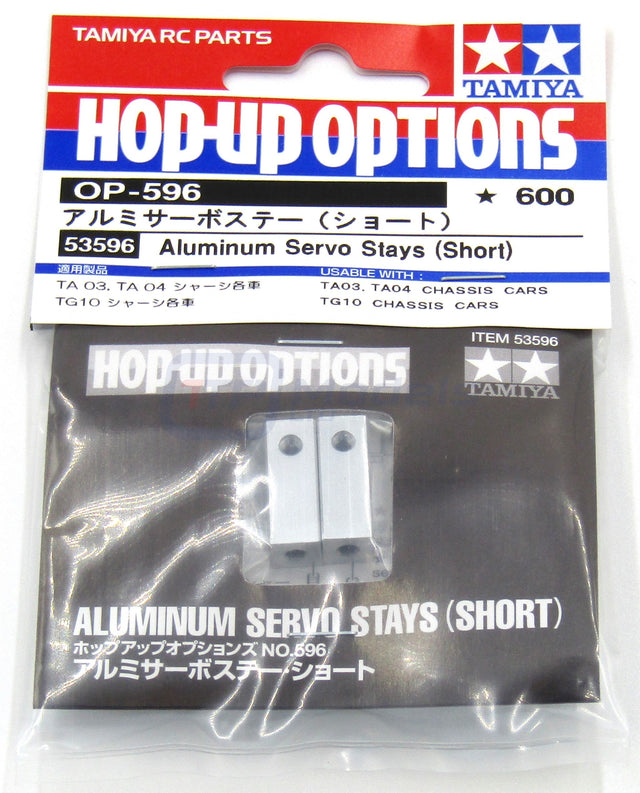 TAMIYA RC PARTS
TAMIYA
HOP-UP OPTIONS
OP-596
★ 600
アルミサーボステー（ショート）
53596
Aluminum Servo Stays (Short)
適用製品
TA 03. TA 04 シャーシ各車
TG10 シャーシ各車
USABLE WITH :
TA03. TA04 CHASSIS CARS
TG10 CHASSIS CARS
ITEM 53596
HOP-UP OPTIONS
TAMIYA
ALUMINUM SERVO STAYS (SHORT)
ホップアップオプションズ NO.596
アルミサーボステー・ショート